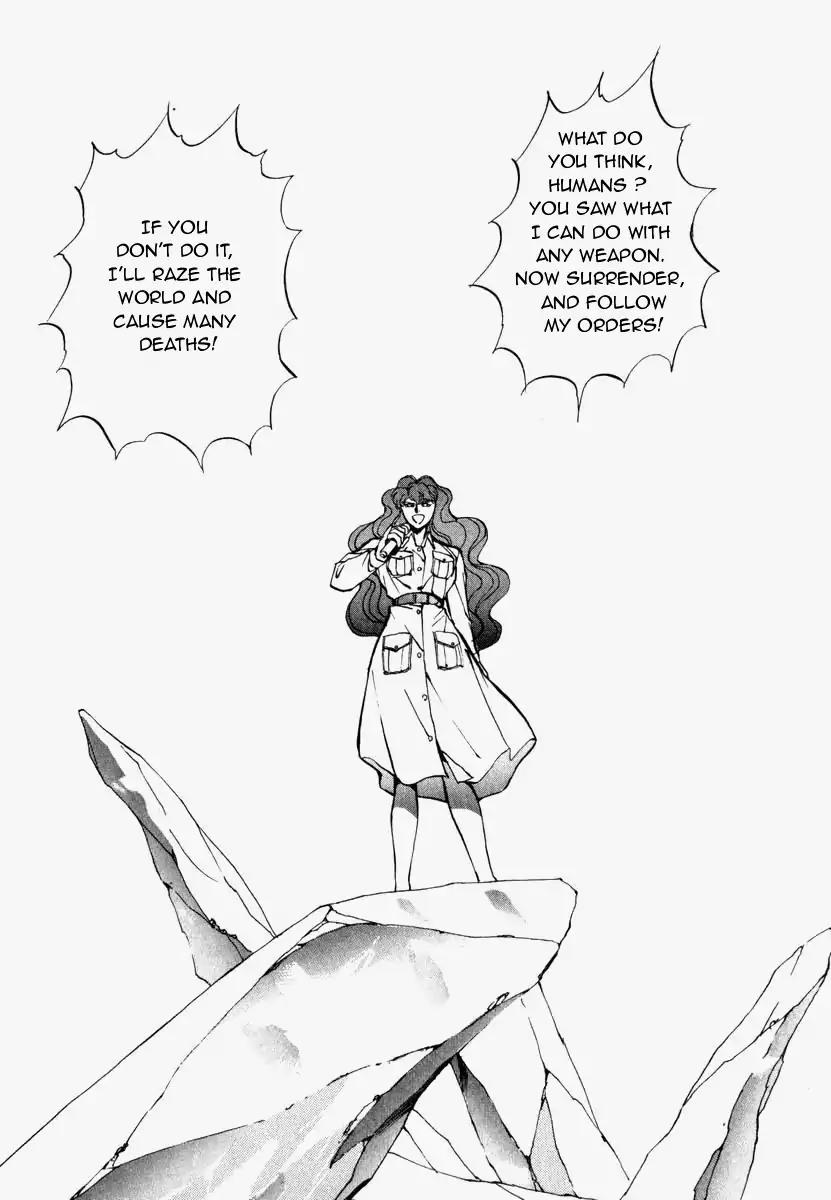 WHAT DO
YOU THINK,
HUMANS ?
YOU SAW WHAT
I CAN DO WITH
ANY WEAPON.
NOW SURRENDER,
AND FOLLOW
MY ORDERS!
IF YOU
DON'T DO IT,
I'LL RAZE THE
WORLD AND
CAUSE MANY
DEATHS!